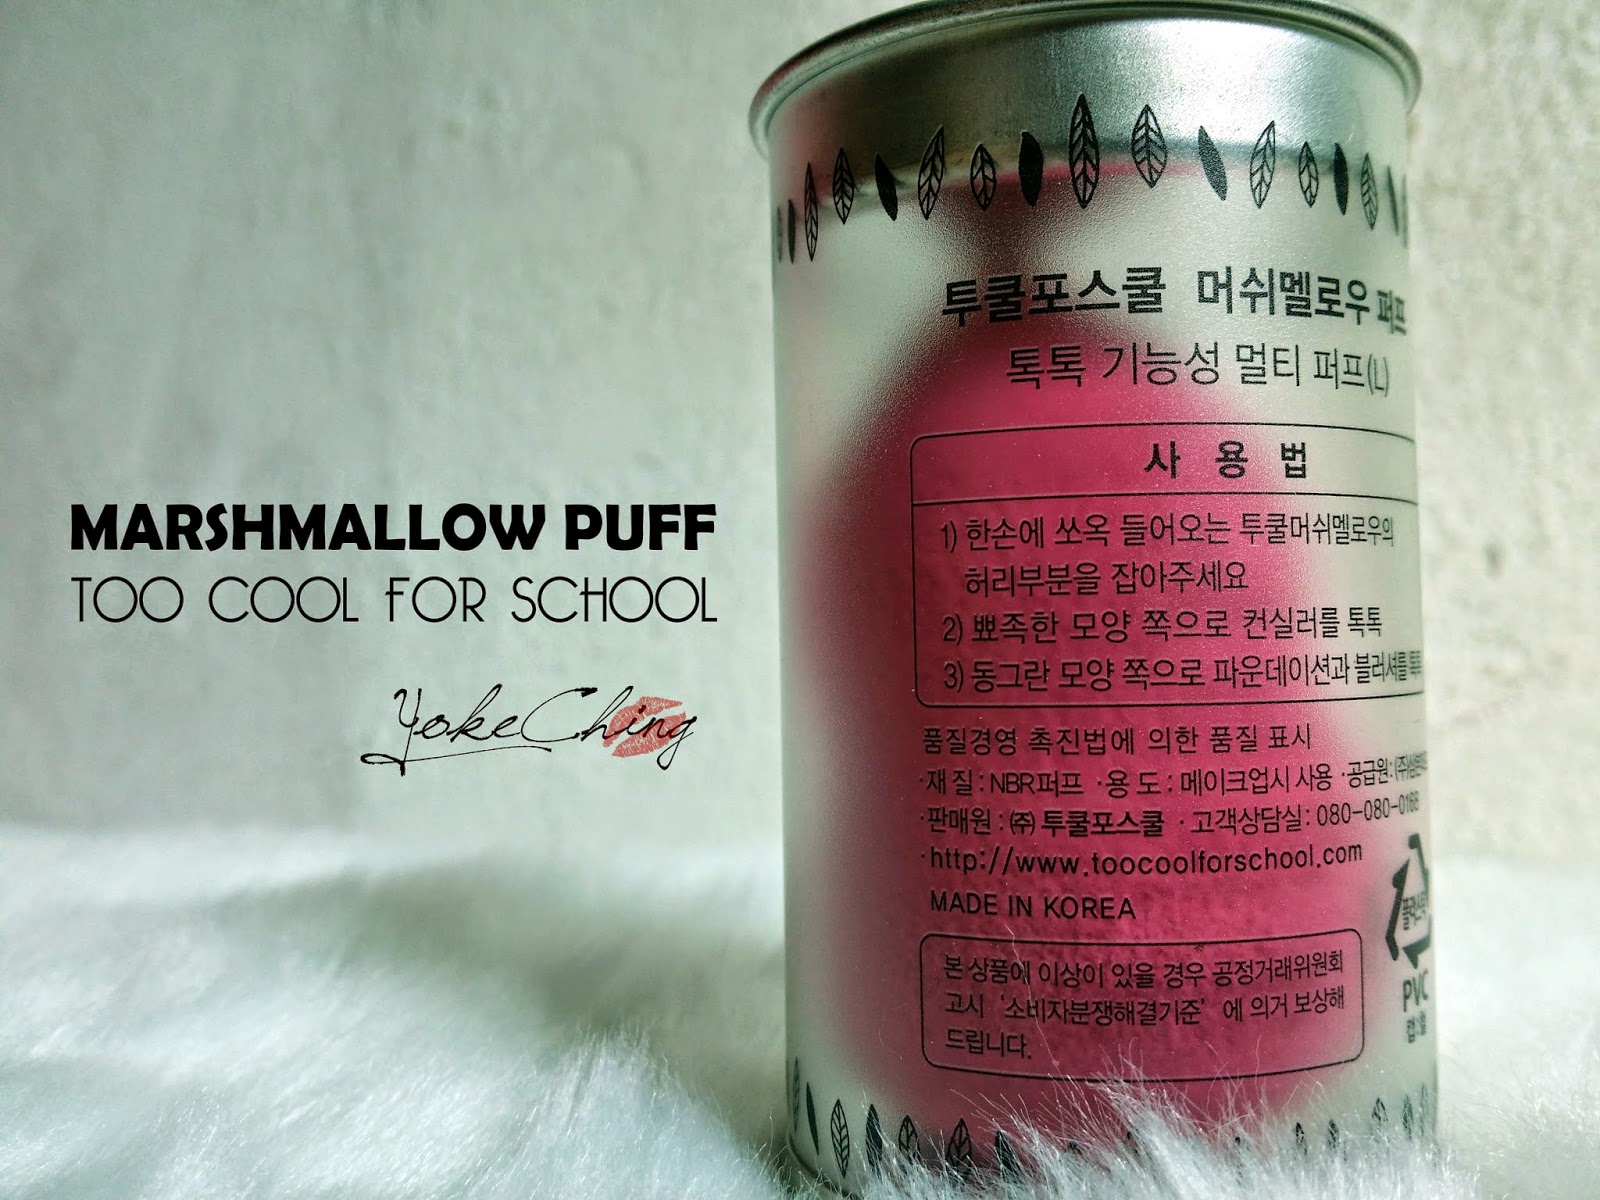 MARSHMALLOW PUFF
TOO COOL FOR SCHOOL
YokeChing
투쿨포스쿨 머쉬멜로우 퍼프
톡톡 기능성 멀티 퍼프(L)
사 용 법
1) 한손에 쏘옥 들어오는 투쿨머쉬멜로우의
허리부분을 잡아주세요
2) 뾰족한 모양 쪽으로 컨실러를 톡톡
3) 동그란 모양 쪽으로 파운데이션과 블러셔를 톡톡
품질경영 촉진법에 의한 품질 표시
·재 질 : NBR퍼프 ·용 도 : 메이크업시 사용 ·공급원:
·판매원 : ㈜ 투쿨포스쿨 · 고객상담실: 080-080-0168
·http://www.toocoolforschool.com
MADE IN KOREA
본 상품에 이상이 있을 경우 공정거래위원회
고시 '소비자분쟁해결기준' 에 의거 보상해
드립니다.
플라스틱
PVC